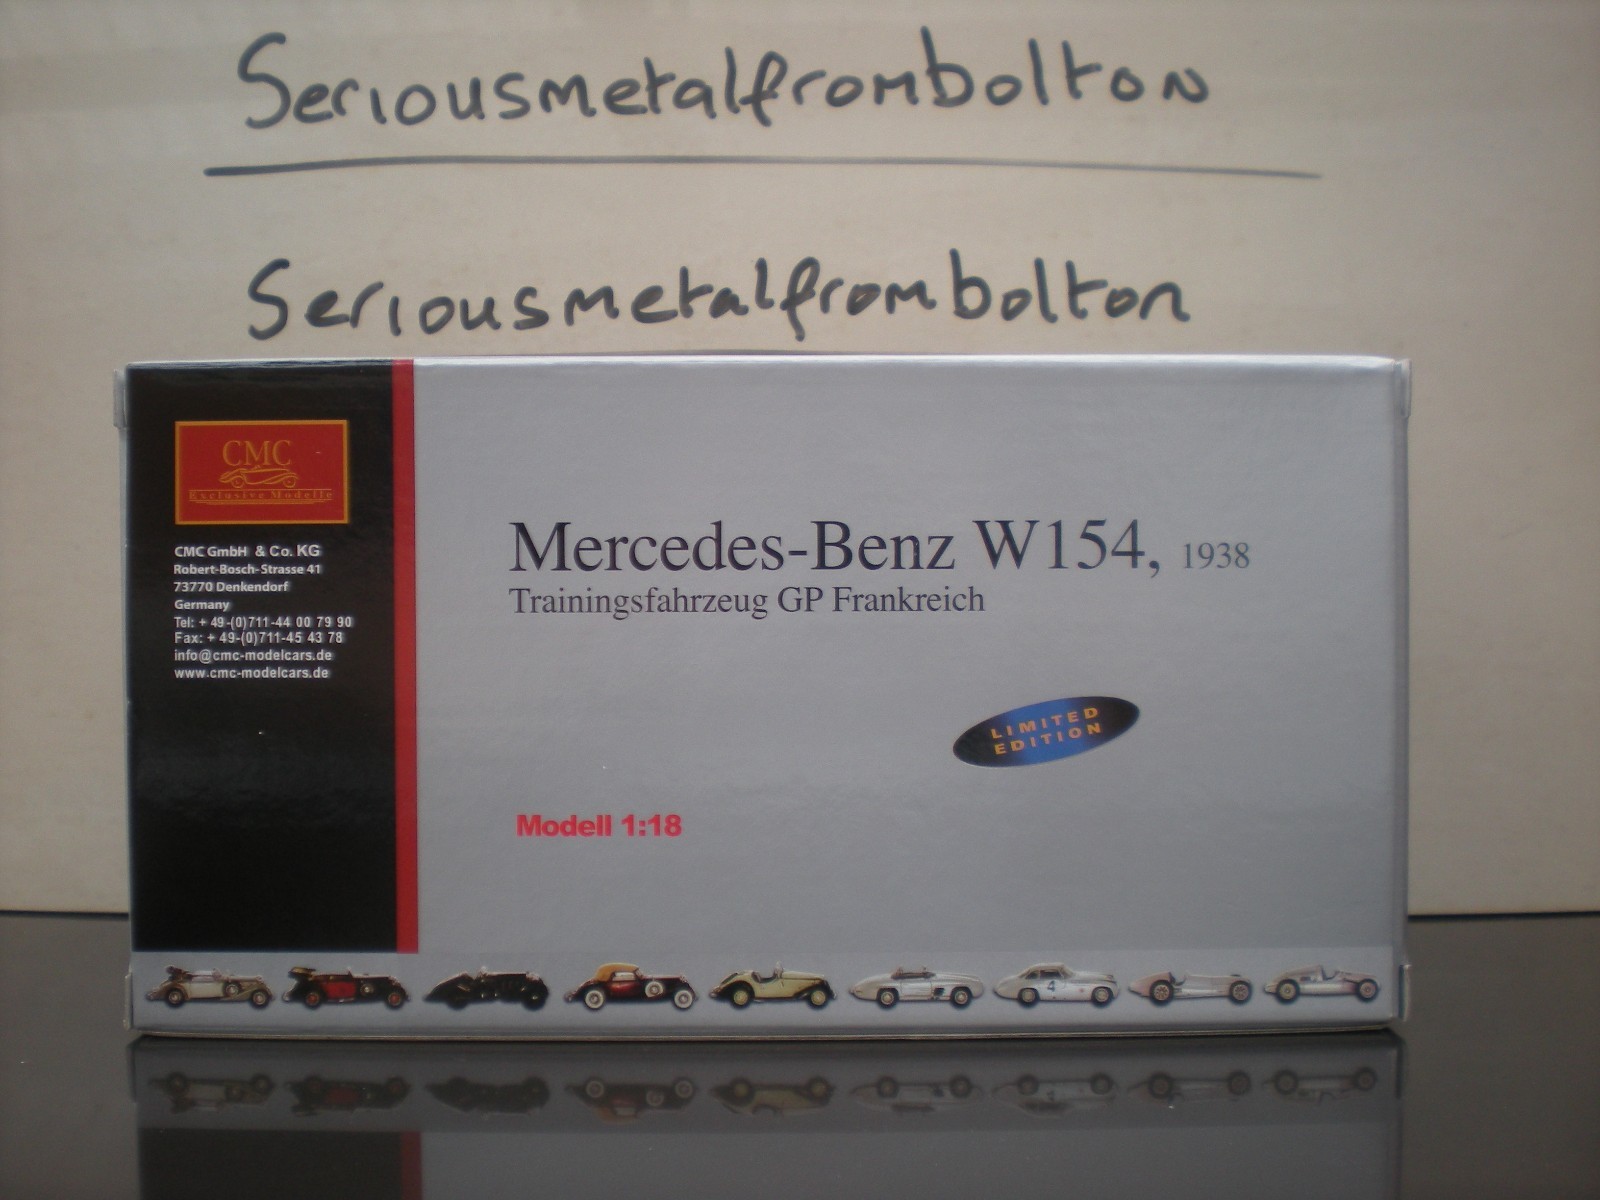 Seriousmetalfrombolton
Seriousmetalfrombolton
CMC
Exclusive Modelle
CMC GmbH & Co. KG
Robert-Bosch-Strasse 41
73770 Denkendorf
Germany
Tel: + 49-(0)711-44 00 79 90
Fax: + 49-(0)711-45 43 78
info@cmc-modelcars.de
www.cmc-modelcars.de
Mercedes-Benz W154, 1938
Trainingsfahrzeug GP Frankreich
LIMITED
EDITION
Modell 1:18
4